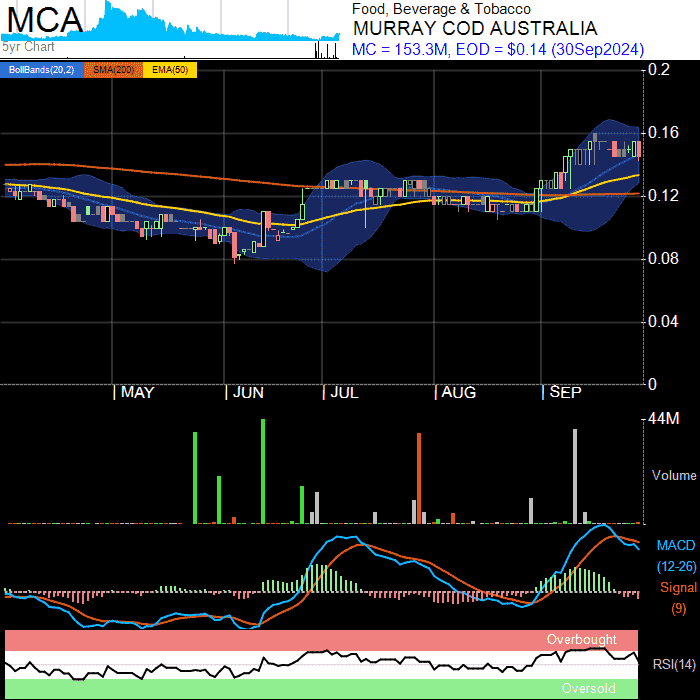 MCA
5yr Chart
Food, Beverage & Tobacco
MURRAY COD AUSTRALIA
MC = 153.3M, EOD = $0.14 (30Sep2024)
BollBands(20,2) SMA(200) EMA(50)
0.2
0.16
0.12
0.08
0.04
0
MAY JUN JUL AUG SEP
44M
Volume
MACD
(12-26)
Signal
(9)
Overbought
RSI(14)
Oversold